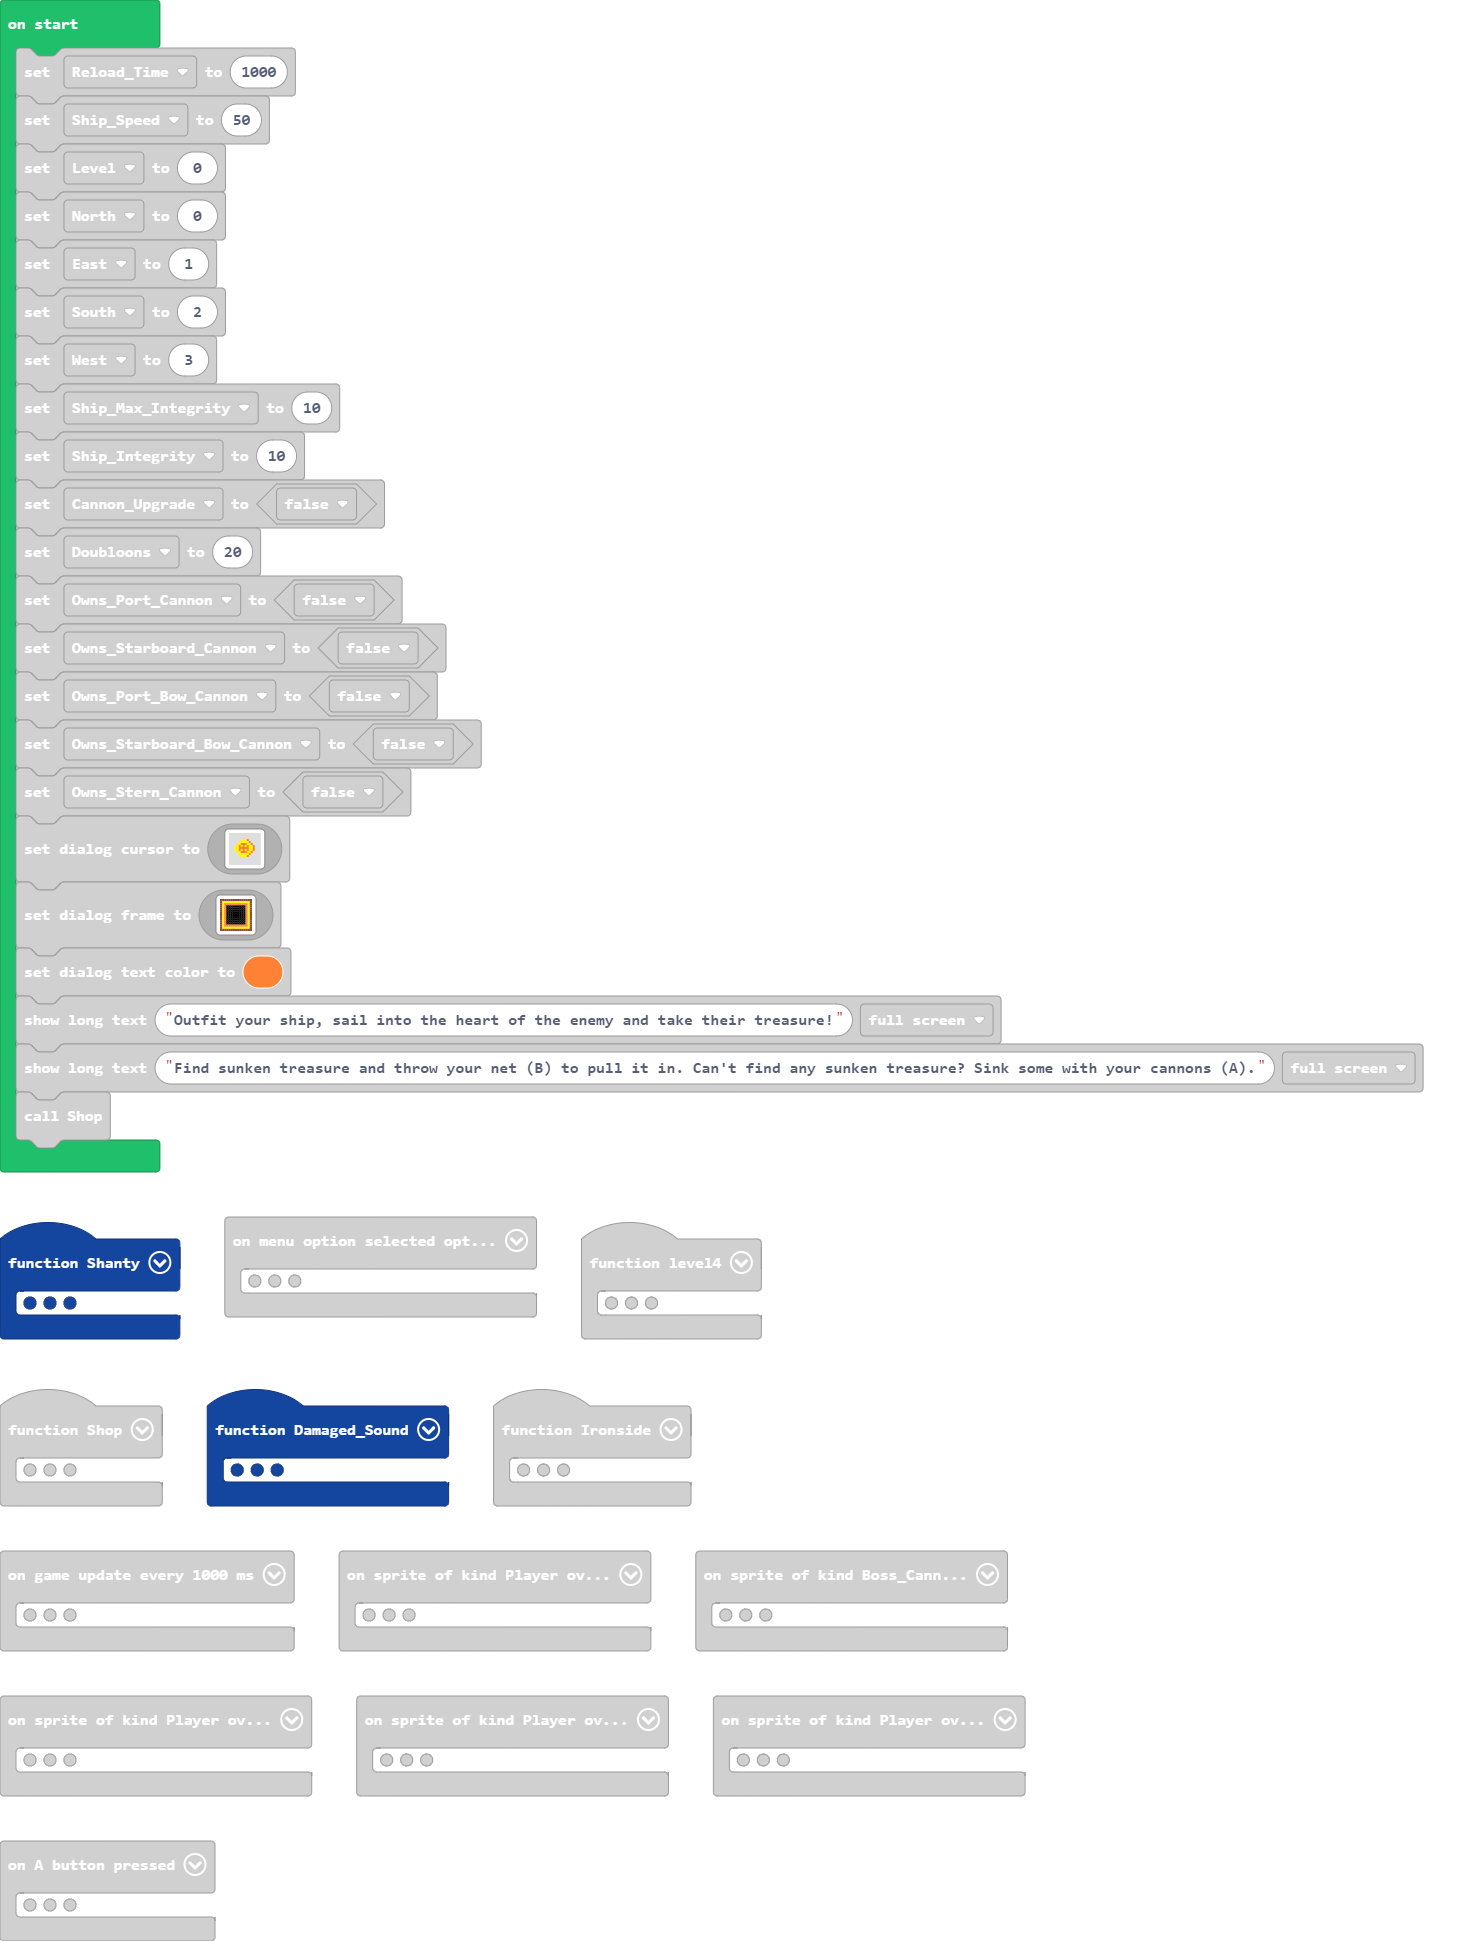 on start
set Reload_Time to 1000
set Ship_Speed to 50
set Level to 0
set North to 0
set East to 1
set South to 2
set West to 3
set Ship_Max_Integrity to 10
set Ship_Integrity to 10
set Cannon_Upgrade to false
set Doubloons to 20
set Owns_Port_Cannon to false
set Owns_Starboard_Cannon to false
set Owns_Port_Bow_Cannon to false
set Owns_Starboard_Bow_Cannon to false
set Owns_Stern_Cannon to false
set dialog cursor to
set dialog frame to
set dialog text color to
show long text "Outfit your ship, sail into the heart of the enemy and take their treasure!" full screen
show long text "Find sunken treasure and throw your net (B) to pull it in. Can't find any sunken treasure? Sink some with your cannons (A)." full screen
call Shop
function Shanty
on menu option selected opt...
function level4
function Shop
function Damaged_Sound
function Ironside
on game update every 1000 ms
on sprite of kind Player ov...
on sprite of kind Boss_Cann...
on sprite of kind Player ov...
on sprite of kind Player ov...
on sprite of kind Player ov...
on A button pressed